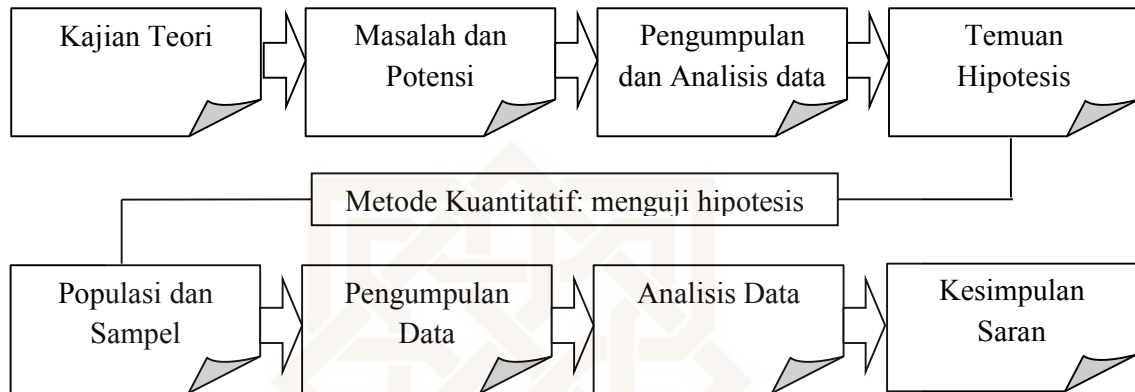 Kajian Teori
Masalah dan
Potensi
Pengumpulan
dan Analisis data
Temuan
Hipotesis
Metode Kuantitatif: menguji hipotesis
Populasi dan
Sampel
Pengumpulan
Data
Analisis Data
Kesimpulan
Saran